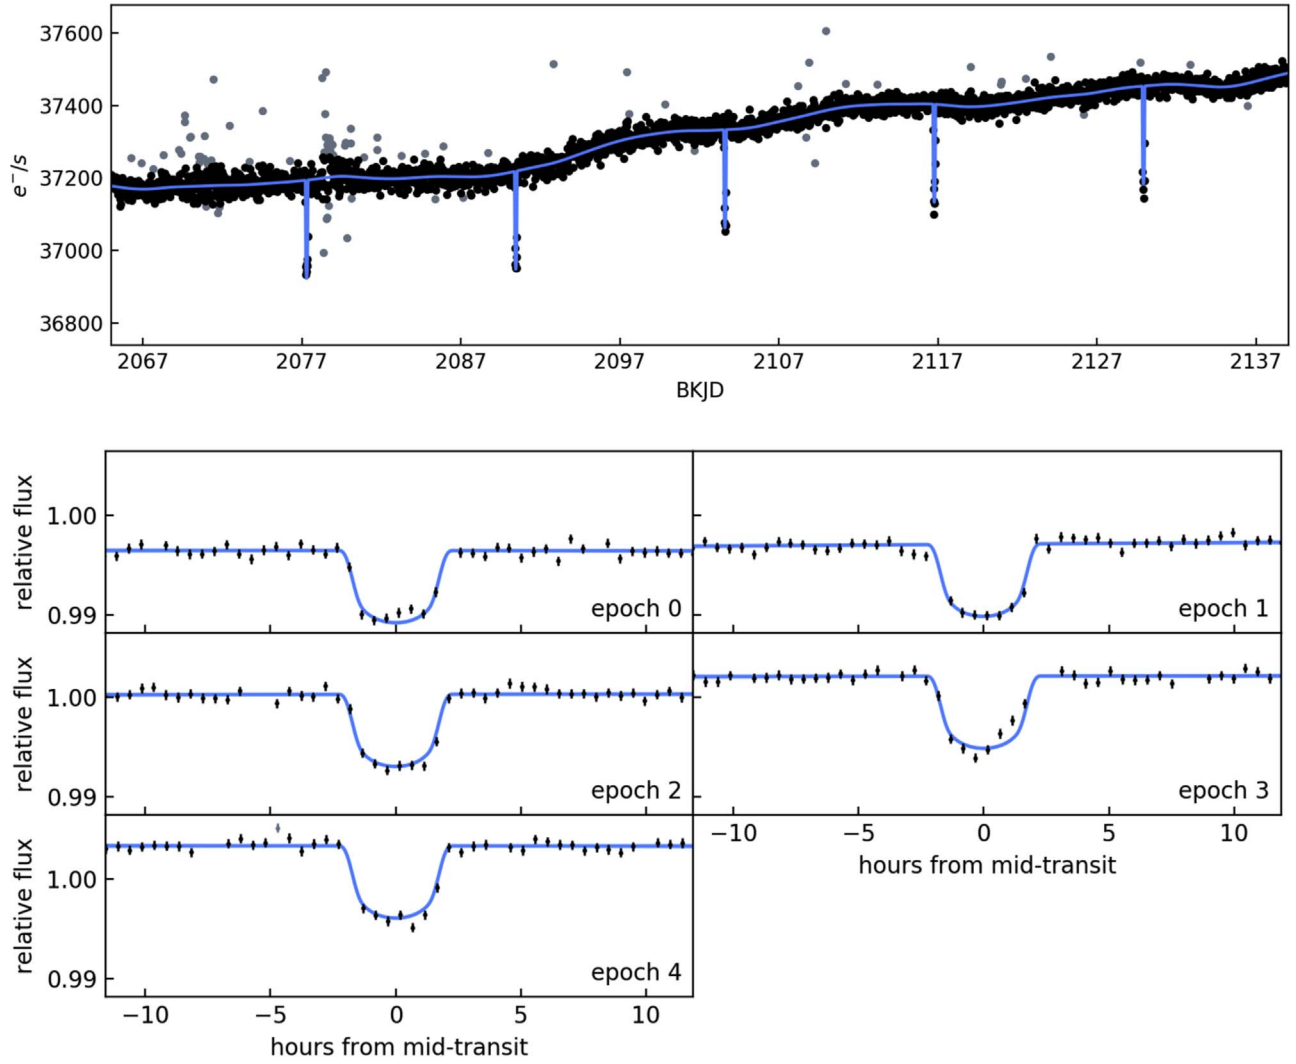 37600
37400
37200
37000
36800
e⁻/s
2067 2077 2087 2097 2107 2117 2127 2137
BKJD
relative flux
1.00
0.99
epoch 0
epoch 1
relative flux
1.00
0.99
epoch 2
epoch 3
−10 −5 0 5 10
hours from mid-transit
relative flux
1.00
0.99
epoch 4
−10 −5 0 5 10
hours from mid-transit